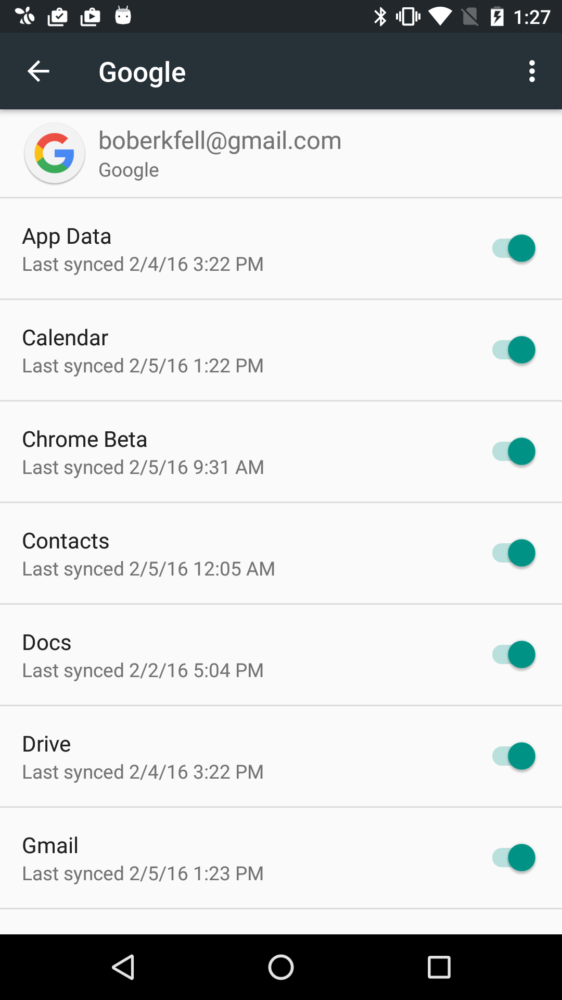 1:27
Google
boberkfell@gmail.com
Google
App Data
Last synced 2/4/16 3:22 PM
Calendar
Last synced 2/5/16 1:22 PM
Chrome Beta
Last synced 2/5/16 9:31 AM
Contacts
Last synced 2/5/16 12:05 AM
Docs
Last synced 2/2/16 5:04 PM
Drive
Last synced 2/4/16 3:22 PM
Gmail
Last synced 2/5/16 1:23 PM